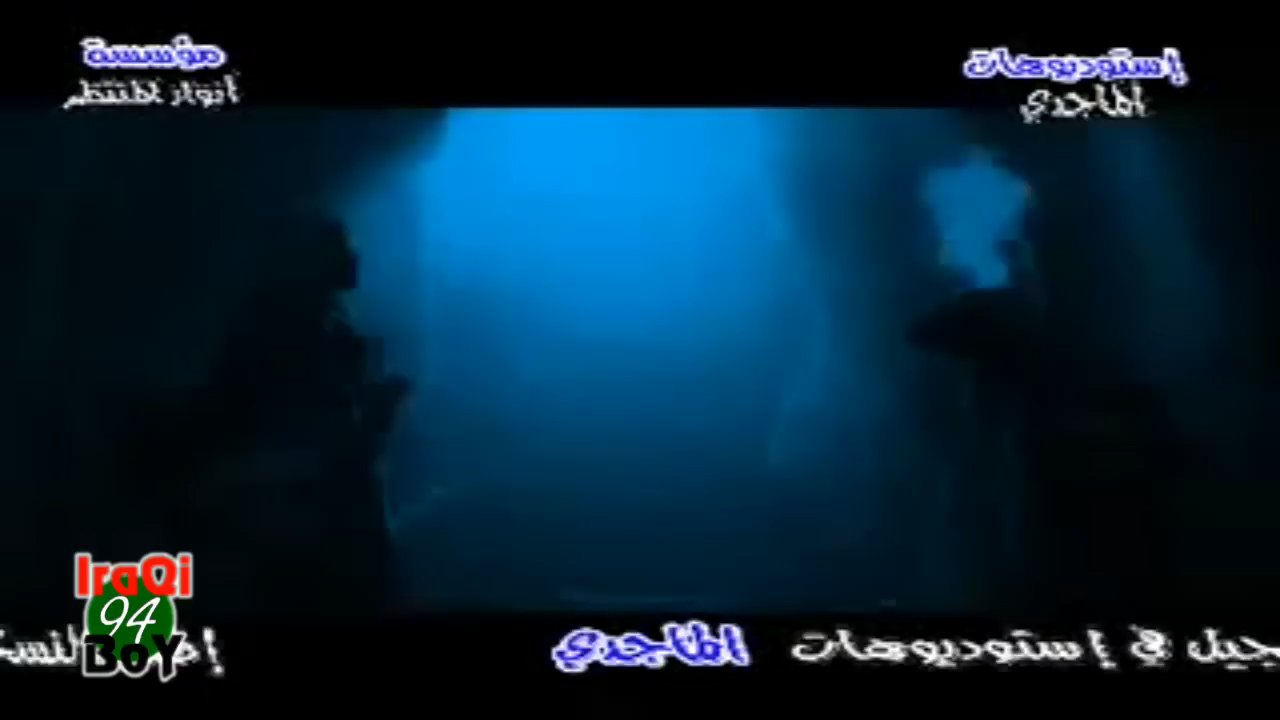 إستوديوهات
الماجدي
مؤسسة
أنوار المنتظر
IraQi
94
BoY
جيل في إستوديوهات الماجدي